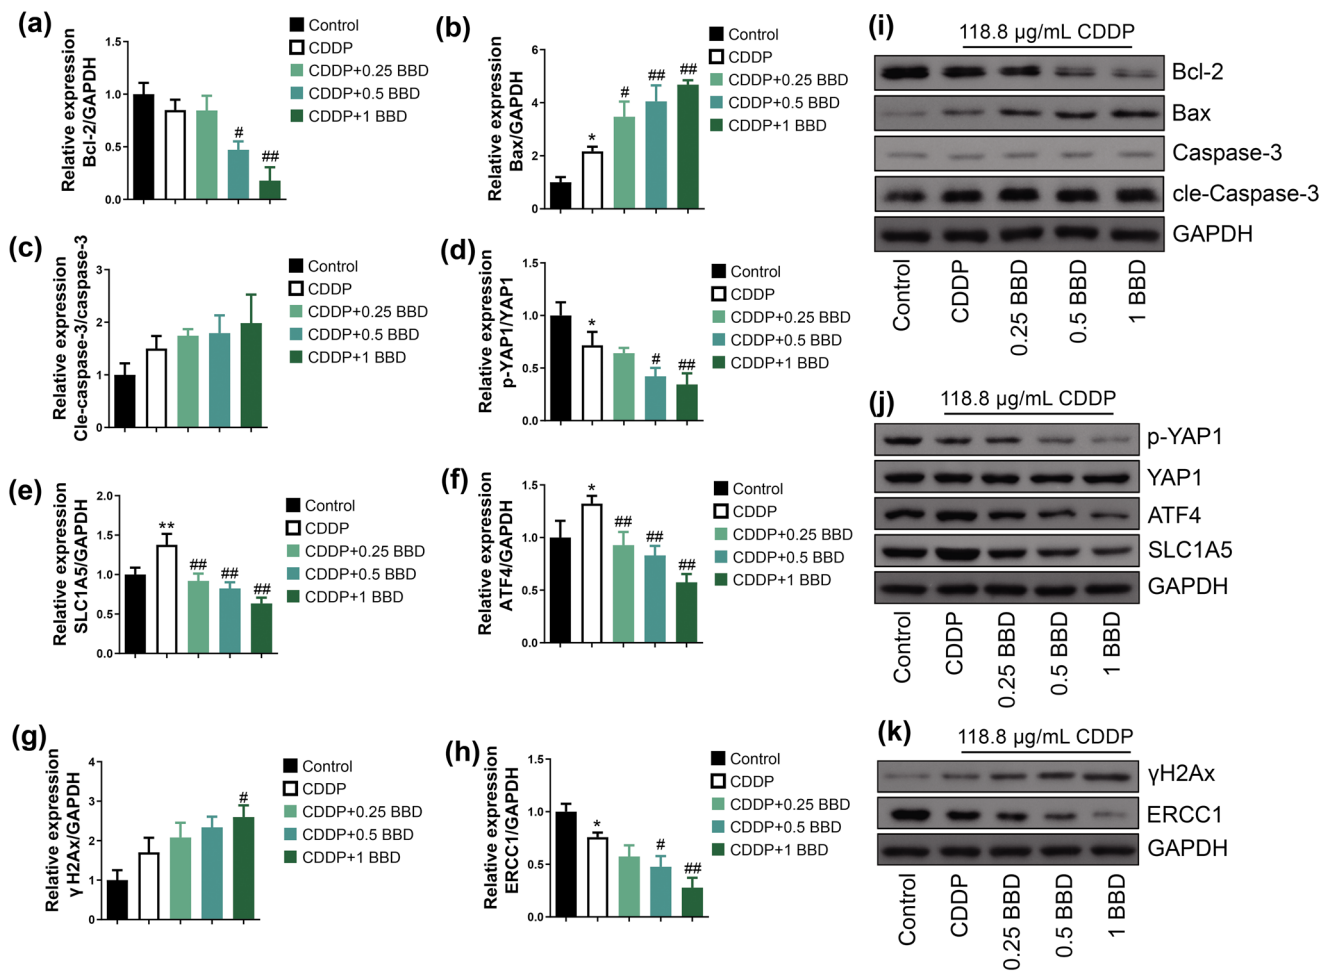 (a)
Relative expression
Bcl-2/GAPDH
1.5
1.0
0.5
0.0
#
##
Control
CDDP
CDDP+0.25 BBD
CDDP+0.5 BBD
CDDP+1 BBD
(b)
Relative expression
Bax/GAPDH
6
4
2
0
*
#
##
##
Control
CDDP
CDDP+0.25 BBD
CDDP+0.5 BBD
CDDP+1 BBD
(c)
Relative expression
Cle-caspase-3/caspase-3
3
2
1
0
Control
CDDP
CDDP+0.25 BBD
CDDP+0.5 BBD
CDDP+1 BBD
(d)
Relative expression
p-YAP1/YAP1
1.5
1.0
0.5
0.0
*
#
##
Control
CDDP
CDDP+0.25 BBD
CDDP+0.5 BBD
CDDP+1 BBD
(e)
Relative expression
SLC1A5/GAPDH
2.0
1.5
1.0
0.5
0.0
**
##
##
##
Control
CDDP
CDDP+0.25 BBD
CDDP+0.5 BBD
CDDP+1 BBD
(f)
Relative expression
ATF4/GAPDH
1.5
1.0
0.5
0.0
*
##
##
##
Control
CDDP
CDDP+0.25 BBD
CDDP+0.5 BBD
CDDP+1 BBD
(g)
Relative expression
γ H2Ax/GAPDH
4
3
2
1
0
#
Control
CDDP
CDDP+0.25 BBD
CDDP+0.5 BBD
CDDP+1 BBD
(h)
Relative expression
ERCC1/GAPDH
1.5
1.0
0.5
0.0
*
#
##
Control
CDDP
CDDP+0.25 BBD
CDDP+0.5 BBD
CDDP+1 BBD
(i)
118.8 µg/mL CDDP
Bcl-2
Bax
Caspase-3
cle-Caspase-3
GAPDH
Control
CDDP
0.25 BBD
0.5 BBD
1 BBD
(j)
118.8 µg/mL CDDP
p-YAP1
YAP1
ATF4
SLC1A5
GAPDH
Control
CDDP
0.25 BBD
0.5 BBD
1 BBD
(k)
118.8 µg/mL CDDP
γH2Ax
ERCC1
GAPDH
Control
CDDP
0.25 BBD
0.5 BBD
1 BBD